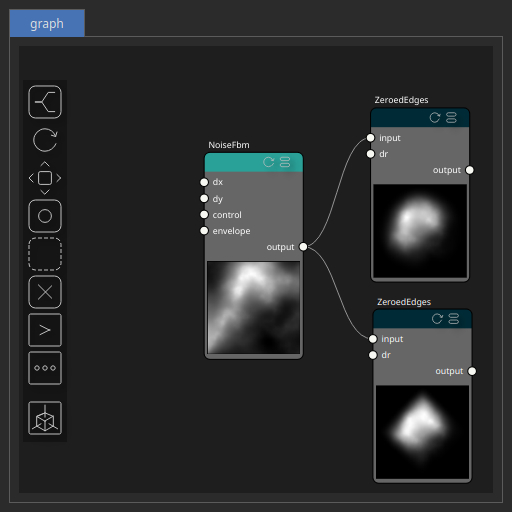 graph
ZeroedEdges
input
dr
output
NoiseFbm
dx
dy
control
envelope
output
ZeroedEdges
input
dr
output